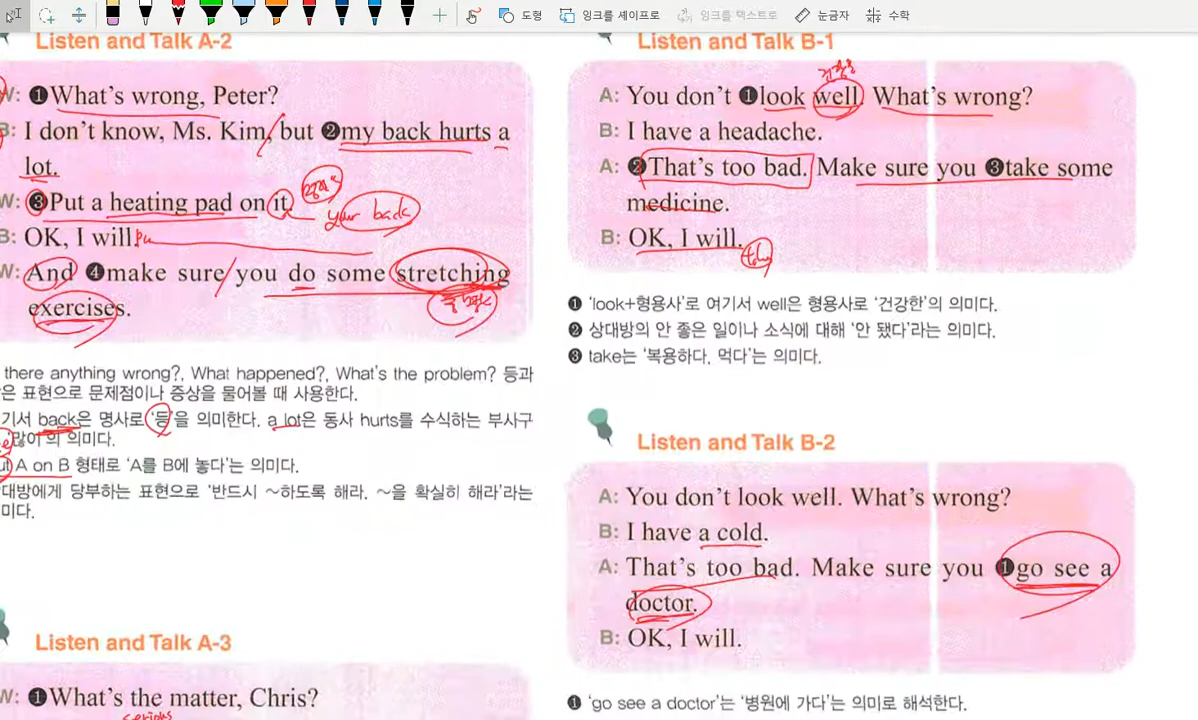 도형
잉크를 셰이프로
잉크를 텍스트로
눈금자
수학
Listen and Talk A-2
W: ❶What's wrong, Peter?
B: I don't know, Ms. Kim, but ❷my back hurts a
lot.
W: ❸Put a heating pad on it.
your back
B: OK, I will.
W: And ❹make sure you do some stretching
exercises.
there anything wrong?, What happened?, What's the problem? 등과
은 표현으로 문제점이나 증상을 물어볼 때 사용한다.
기서 back은 명사로 '등'을 의미한다. a lot은 동사 hurts를 수식하는 부사구
'많이'의 의미다.
A on B 형태로 'A를 B에 놓다'는 의미다.
대방에게 당부하는 표현으로 '반드시 ~하도록 해라, ~을 확실히 해라'라는
미다.
Listen and Talk A-3
W: ❶What's the matter, Chris?
serious
Listen and Talk B-1
A: You don't ❶look well. What's wrong?
B: I have a headache.
A: ❷That's too bad. Make sure you ❸take some
medicine.
B: OK, I will.
❶ 'look+형용사'로 여기서 well은 형용사로 '건강한'의 의미다.
❷ 상대방의 안 좋은 일이나 소식에 대해 '안 됐다'라는 의미다.
❸ take는 '복용하다, 먹다'는 의미다.
Listen and Talk B-2
A: You don't look well. What's wrong?
B: I have a cold.
A: That's too bad. Make sure you ❶go see a
doctor.
B: OK, I will.
❶ 'go see a doctor'는 '병원에 가다'는 의미로 해석한다.